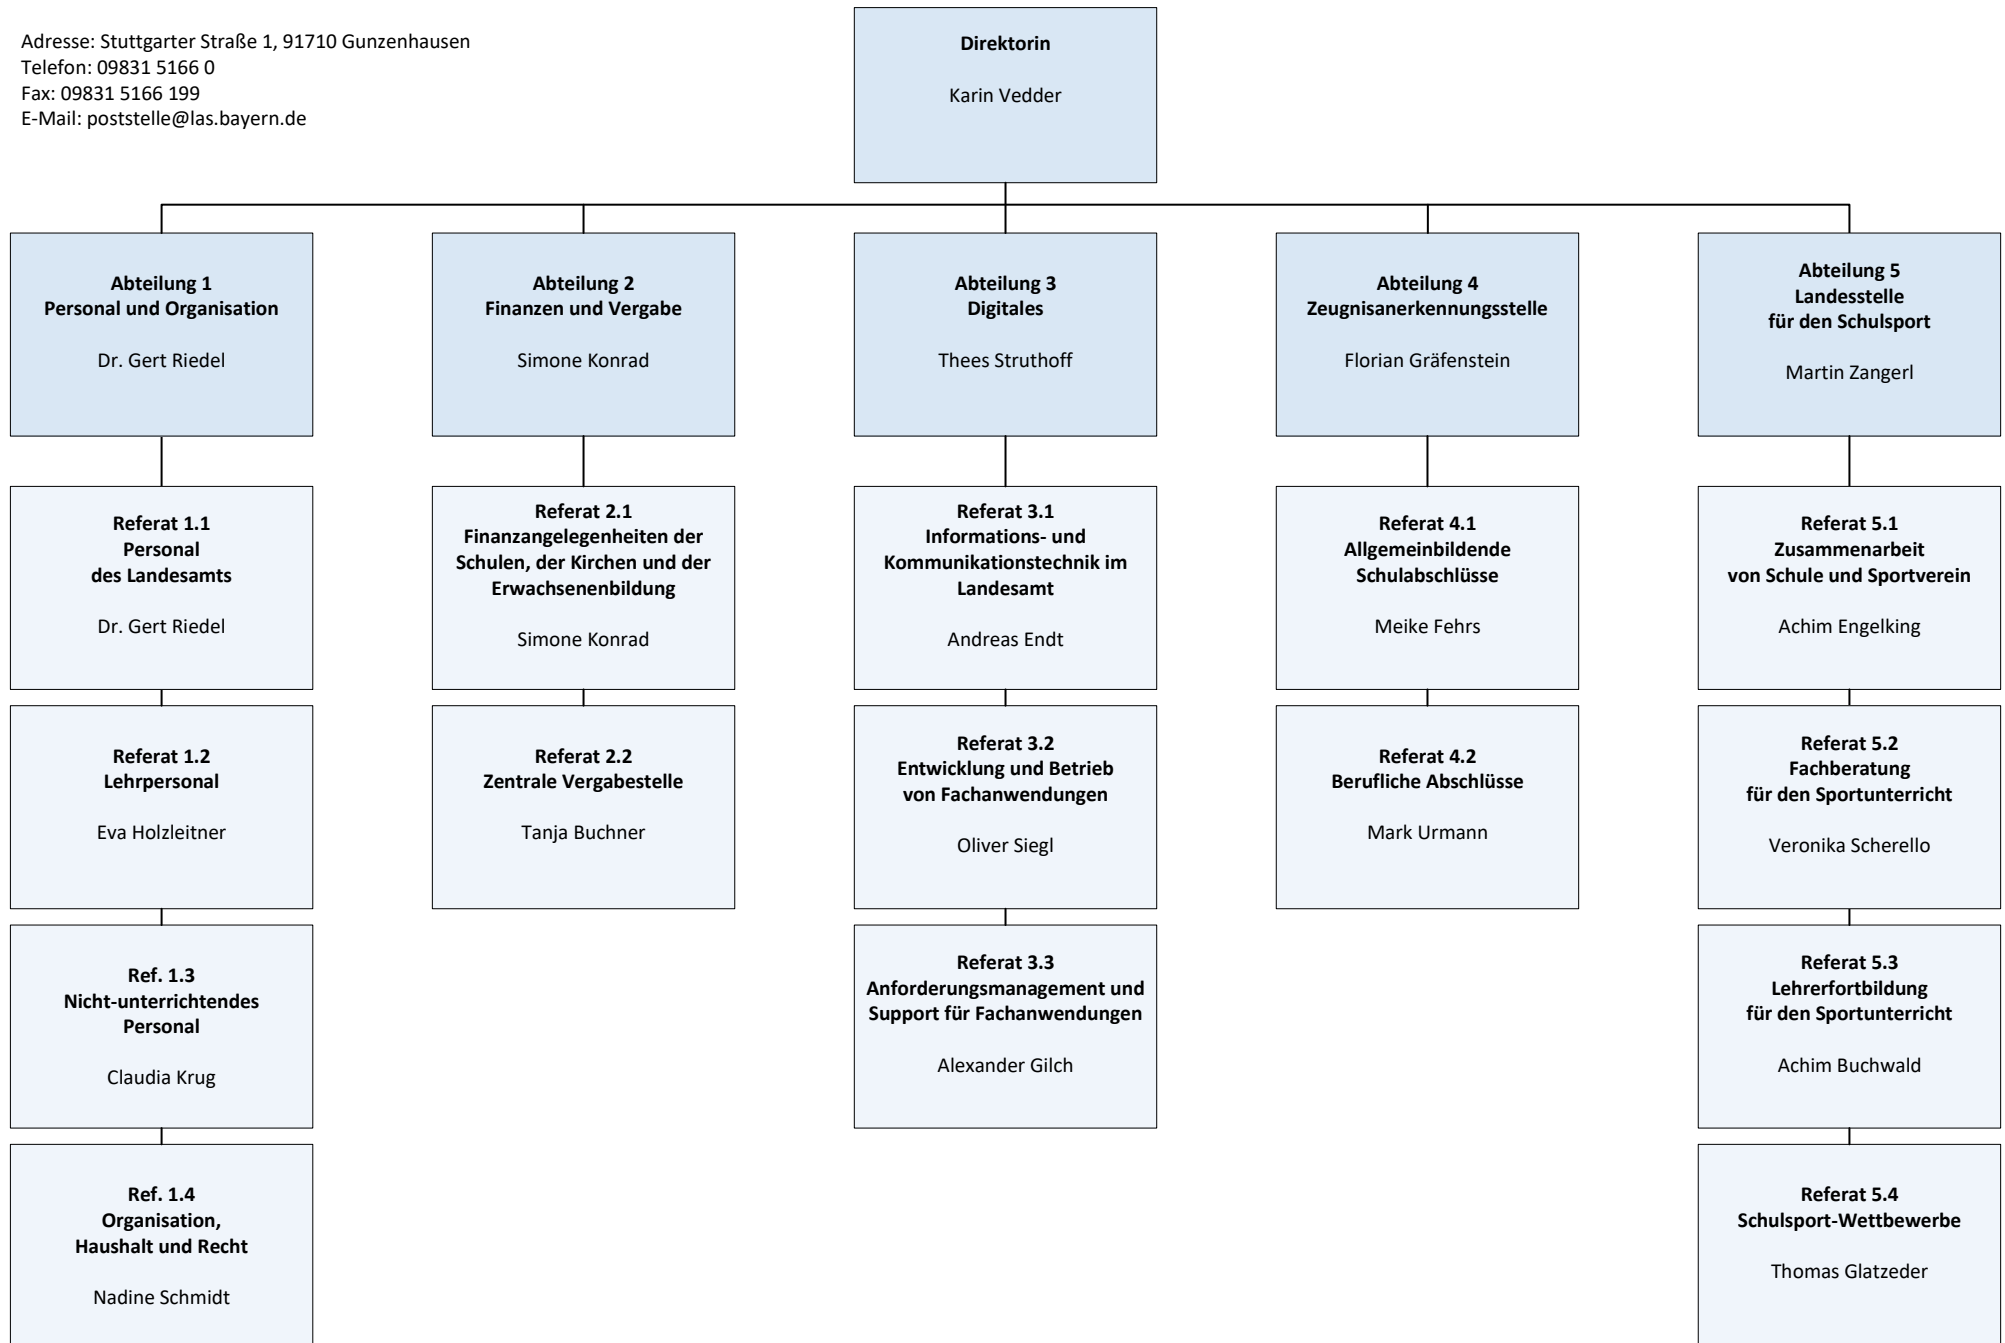 Adresse: Stuttgarter Straße 1, 91710 Gunzenhausen
Telefon: 09831 5166 0
Fax: 09831 5166 199
E-Mail: poststelle@las.bayern.de
Direktorin
Karin Vedder
Abteilung 1
Personal und Organisation
Dr. Gert Riedel
Abteilung 2
Finanzen und Vergabe
Simone Konrad
Abteilung 3
Digitales
Thees Struthoff
Abteilung 4
Zeugnisanerkennungsstelle
Florian Gräfenstein
Abteilung 5
Landesstelle
für den Schulsport
Martin Zangerl
Referat 1.1
Personal
des Landesamts
Dr. Gert Riedel
Referat 2.1
Finanzangelegenheiten der
Schulen, der Kirchen und der
Erwachsenenbildung
Simone Konrad
Referat 3.1
Informations- und
Kommunikationstechnik im
Landesamt
Andreas Endt
Referat 4.1
Allgemeinbildende
Schulabschlüsse
Meike Fehrs
Referat 5.1
Zusammenarbeit
von Schule und Sportverein
Achim Engelking
Referat 1.2
Lehrpersonal
Eva Holzleitner
Referat 2.2
Zentrale Vergabestelle
Tanja Buchner
Referat 3.2
Entwicklung und Betrieb
von Fachanwendungen
Oliver Siegl
Referat 4.2
Berufliche Abschlüsse
Mark Urmann
Referat 5.2
Fachberatung
für den Sportunterricht
Veronika Scherello
Ref. 1.3
Nicht-unterrichtendes
Personal
Claudia Krug
Referat 3.3
Anforderungsmanagement und
Support für Fachanwendungen
Alexander Gilch
Referat 5.3
Lehrerfortbildung
für den Sportunterricht
Achim Buchwald
Ref. 1.4
Organisation,
Haushalt und Recht
Nadine Schmidt
Referat 5.4
Schulsport-Wettbewerbe
Thomas Glatzeder